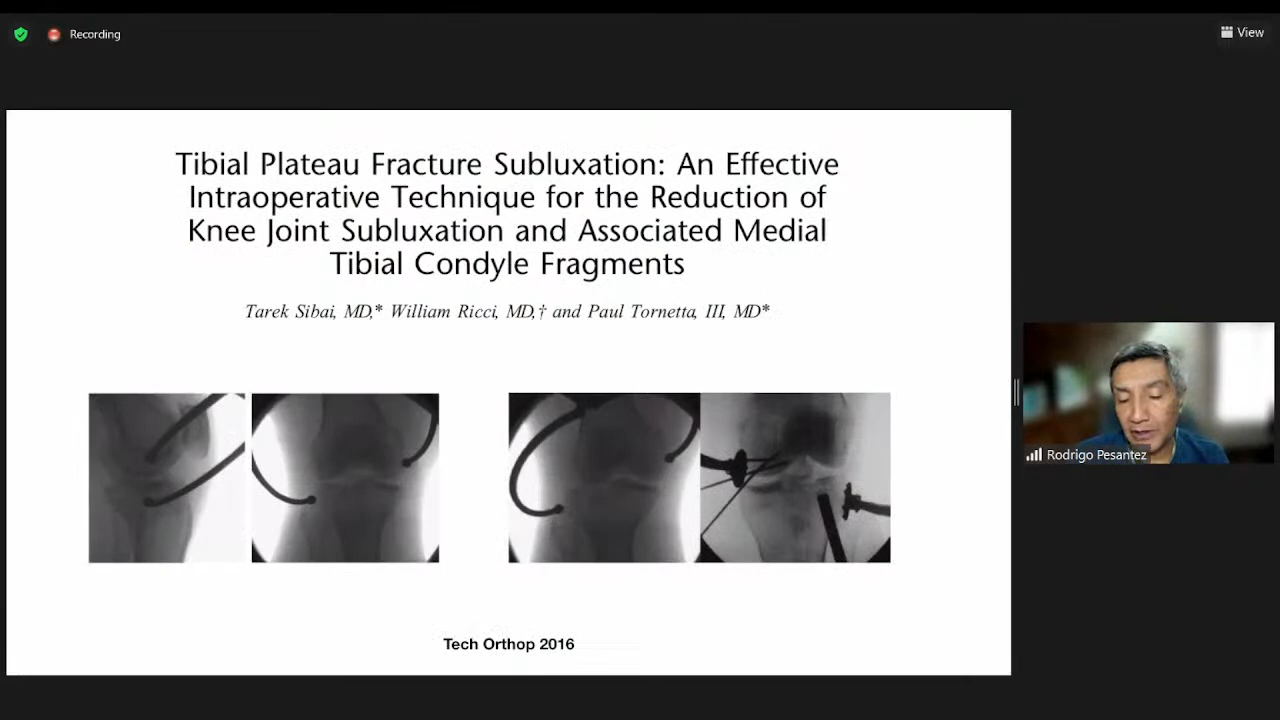 Recording
View
Tibial Plateau Fracture Subluxation: An Effective
Intraoperative Technique for the Reduction of
Knee Joint Subluxation and Associated Medial
Tibial Condyle Fragments
Tarek Sibai, MD,* William Ricci, MD,† and Paul Tornetta, III, MD*
Rodrigo Pesantez
Tech Orthop 2016